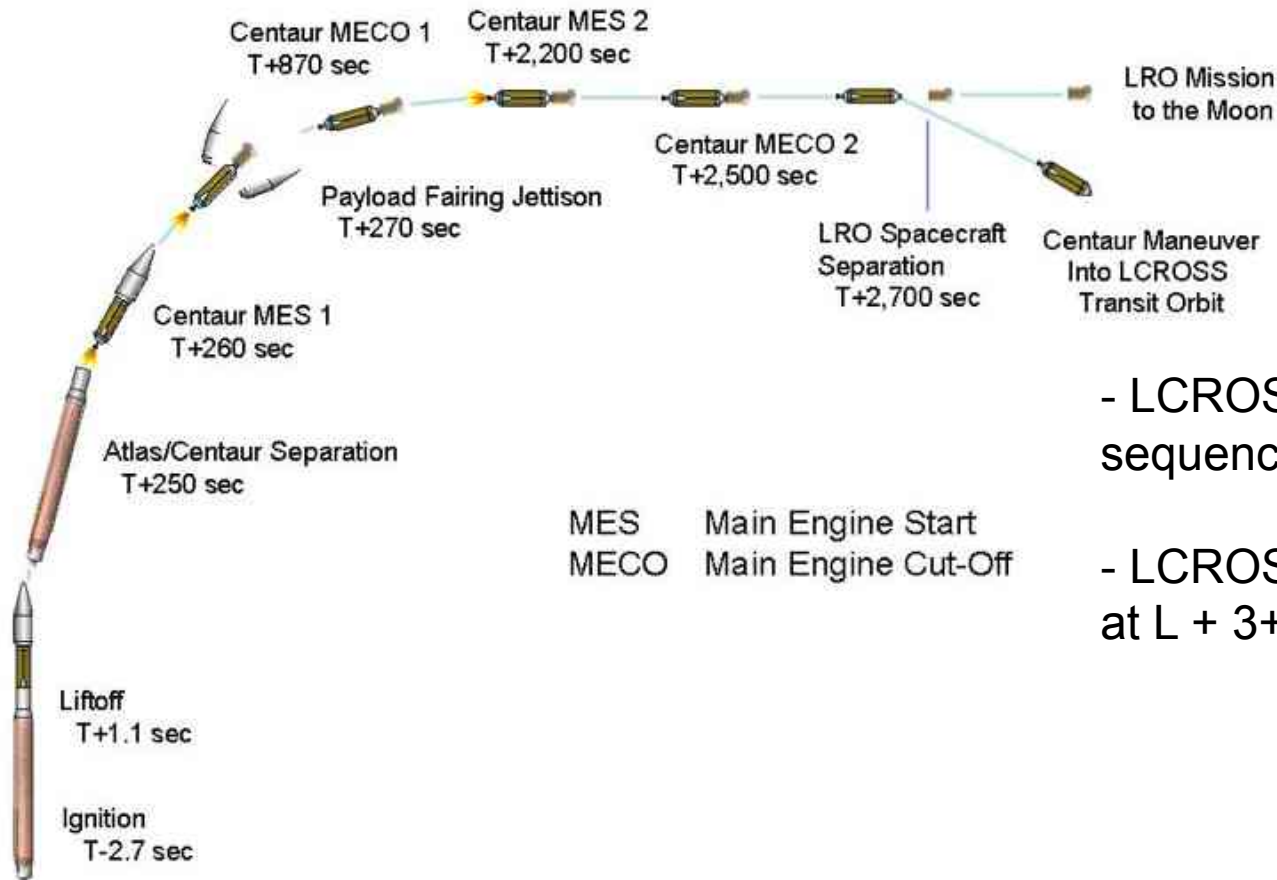 Centaur MECO 1
T+870 sec
Centaur MES 2
T+2,200 sec
LRO Mission
to the Moon
Centaur MECO 2
T+2,500 sec
Payload Fairing Jettison
T+270 sec
LRO Spacecraft
Separation
T+2,700 sec
Centaur Maneuver
Into LCROSS
Transit Orbit
Centaur MES 1
T+260 sec
Atlas/Centaur Separation
T+250 sec
MES Main Engine Start
MECO Main Engine Cut-Off
Liftoff
T+1.1 sec
Ignition
T-2.7 sec
-
-
at L + 3+